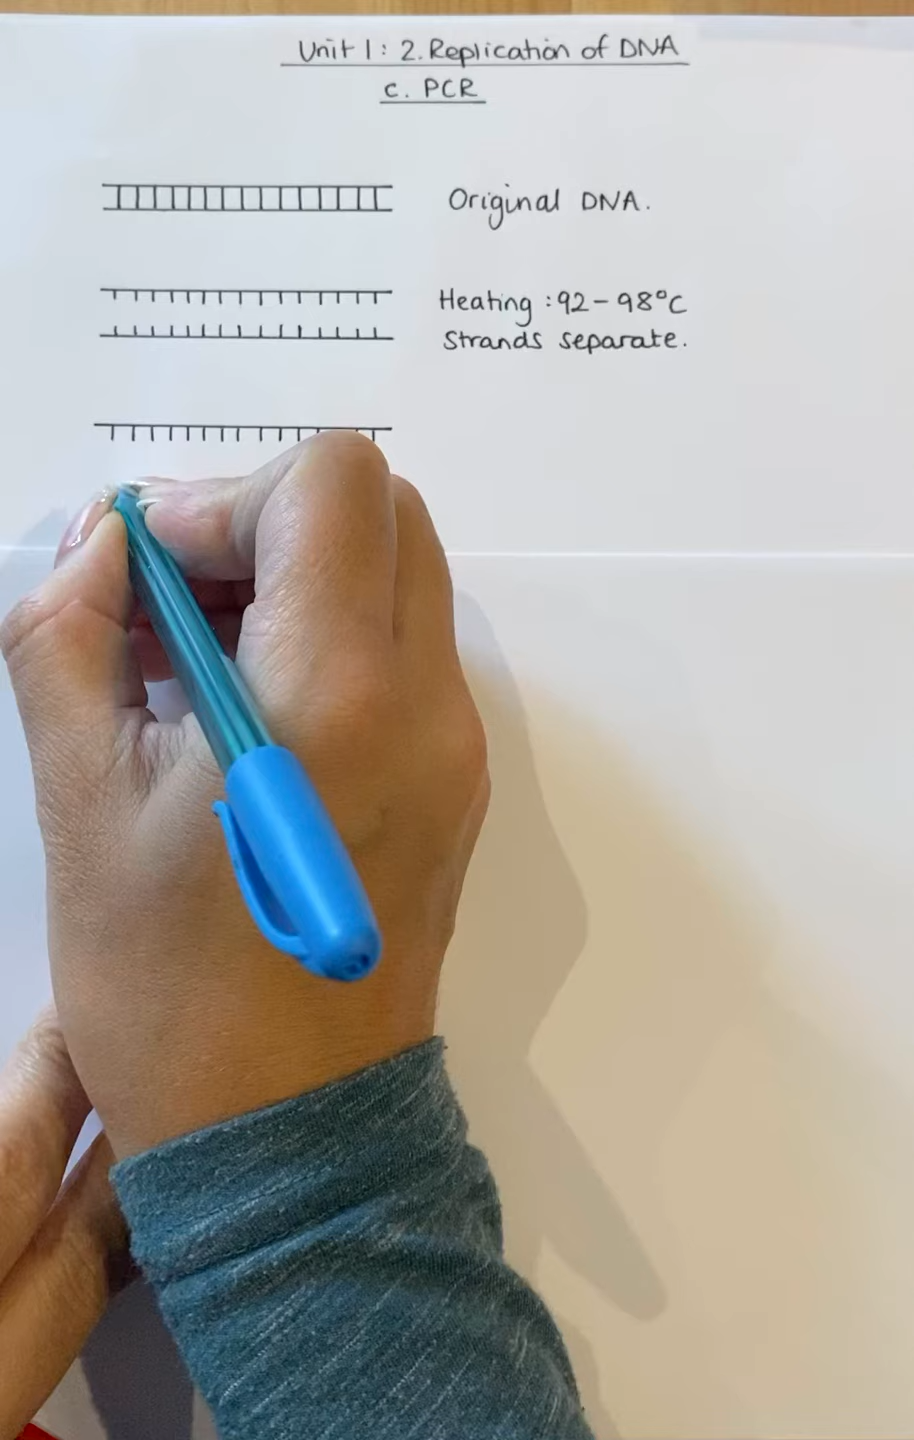 Unit 1: 2. Replication of DNA
c. PCR
Original DNA.
Heating : 92 - 98°C
Strands separate.